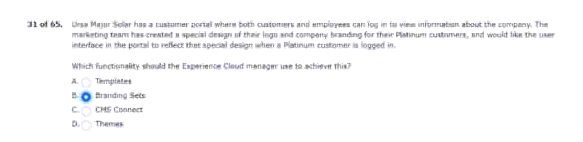 31 of 65. Ursa Major Solar has a customer portal where both customers and employees can log in to view information about the company. The
marketing team has created a special design of their logo and company branding for their Platinum customers, and would like the user
interface in the portal to reflect that special design when a Platinum customer is logged in.
Which functionality should the Experience Cloud manager use to achieve this?
A. Templates
B. Branding Sets
C. CMS Connect
D. Themes